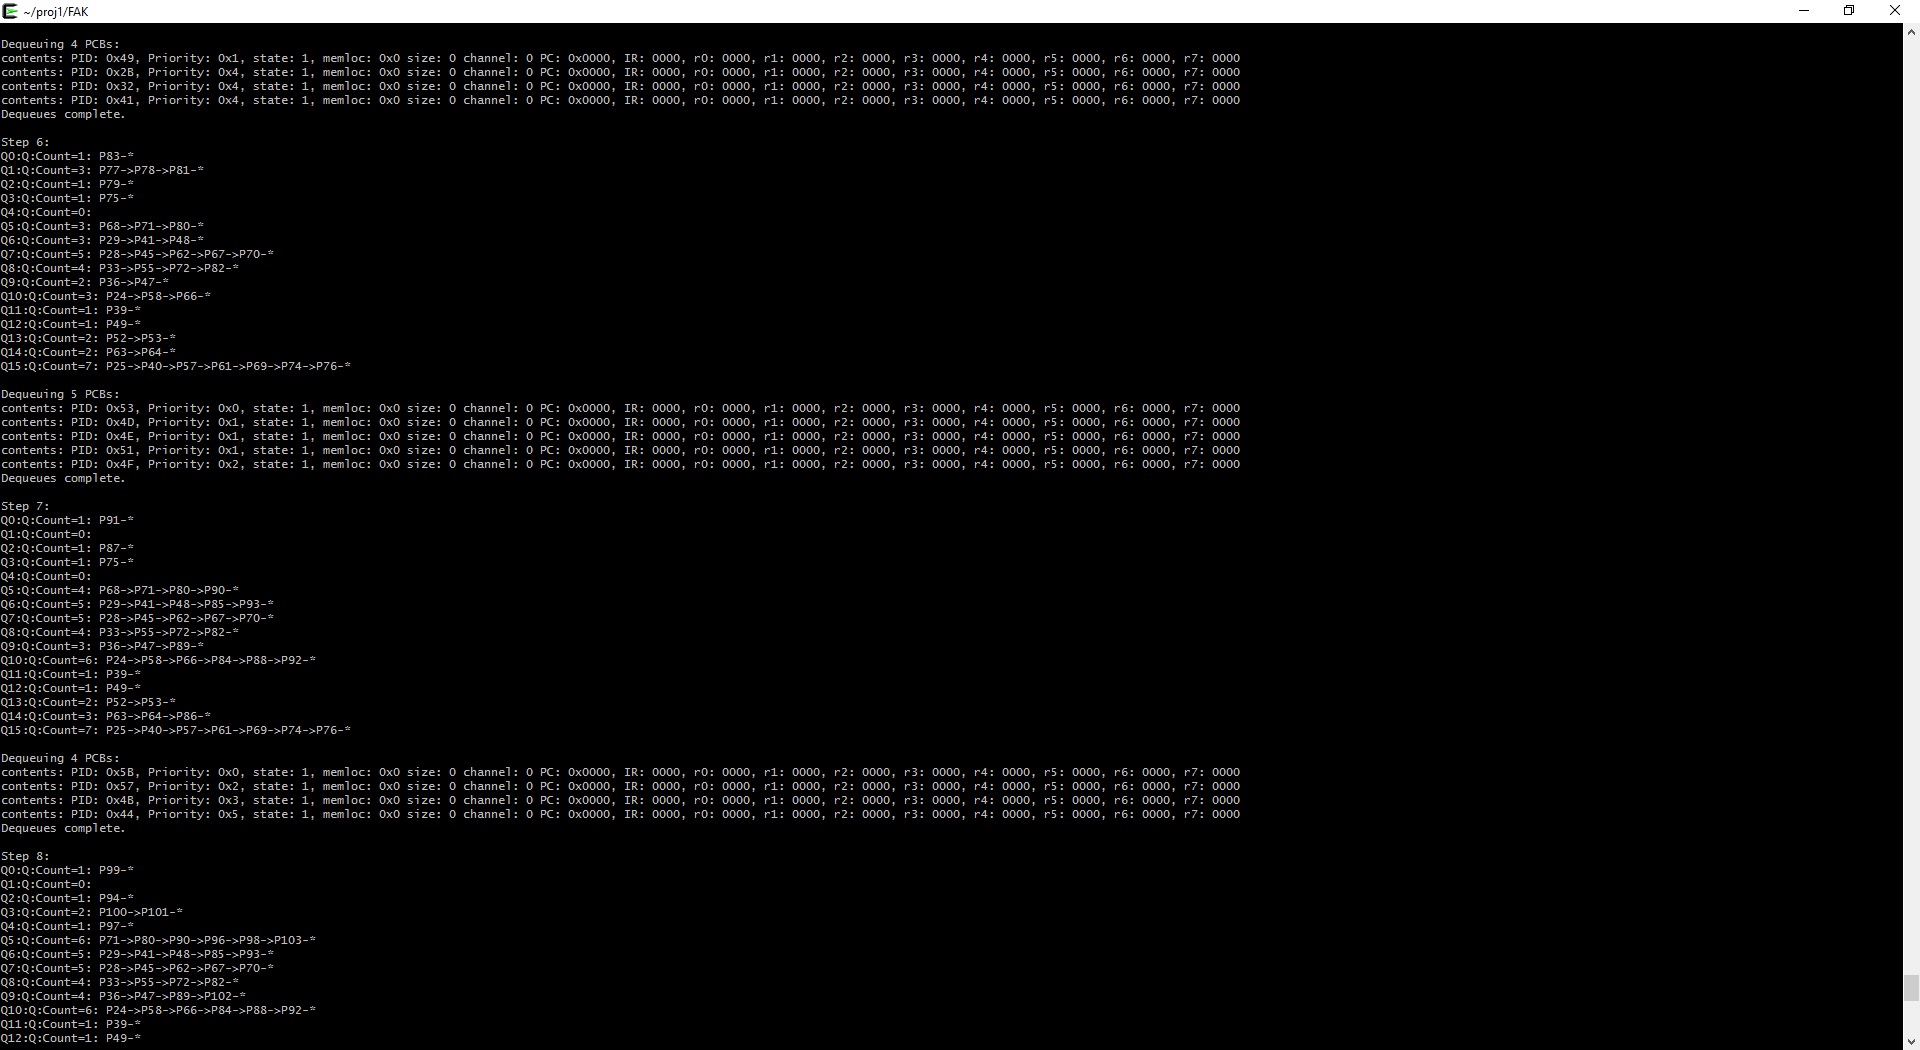 ~/proj1/FAK
Dequeuing 4 PCBs:
contents: PID: 0x49, Priority: 0x1, state: 1, memloc: 0x0 size: 0 channel: 0 PC: 0x0000, IR: 0000, r0: 0000, r1: 0000, r2: 0000, r3: 0000, r4: 0000, r5: 0000, r6: 0000, r7: 0000
contents: PID: 0x2B, Priority: 0x4, state: 1, memloc: 0x0 size: 0 channel: 0 PC: 0x0000, IR: 0000, r0: 0000, r1: 0000, r2: 0000, r3: 0000, r4: 0000, r5: 0000, r6: 0000, r7: 0000
contents: PID: 0x32, Priority: 0x4, state: 1, memloc: 0x0 size: 0 channel: 0 PC: 0x0000, IR: 0000, r0: 0000, r1: 0000, r2: 0000, r3: 0000, r4: 0000, r5: 0000, r6: 0000, r7: 0000
contents: PID: 0x41, Priority: 0x4, state: 1, memloc: 0x0 size: 0 channel: 0 PC: 0x0000, IR: 0000, r0: 0000, r1: 0000, r2: 0000, r3: 0000, r4: 0000, r5: 0000, r6: 0000, r7: 0000
Dequeues complete.
Step 6:
Q0:Q:Count=1: P83-*
Q1:Q:Count=3: P77->P78->P81-*
Q2:Q:Count=1: P79-*
Q3:Q:Count=1: P75-*
Q4:Q:Count=0:
Q5:Q:Count=3: P68->P71->P80-*
Q6:Q:Count=3: P29->P41->P48-*
Q7:Q:Count=5: P28->P45->P62->P67->P70-*
Q8:Q:Count=4: P33->P55->P72->P82-*
Q9:Q:Count=2: P36->P47-*
Q10:Q:Count=3: P24->P58->P66-*
Q11:Q:Count=1: P39-*
Q12:Q:Count=1: P49-*
Q13:Q:Count=2: P52->P53-*
Q14:Q:Count=2: P63->P64-*
Q15:Q:Count=7: P25->P40->P57->P61->P69->P74->P76-*
Dequeuing 5 PCBs:
contents: PID: 0x53, Priority: 0x0, state: 1, memloc: 0x0 size: 0 channel: 0 PC: 0x0000, IR: 0000, r0: 0000, r1: 0000, r2: 0000, r3: 0000, r4: 0000, r5: 0000, r6: 0000, r7: 0000
contents: PID: 0x4D, Priority: 0x1, state: 1, memloc: 0x0 size: 0 channel: 0 PC: 0x0000, IR: 0000, r0: 0000, r1: 0000, r2: 0000, r3: 0000, r4: 0000, r5: 0000, r6: 0000, r7: 0000
contents: PID: 0x4E, Priority: 0x1, state: 1, memloc: 0x0 size: 0 channel: 0 PC: 0x0000, IR: 0000, r0: 0000, r1: 0000, r2: 0000, r3: 0000, r4: 0000, r5: 0000, r6: 0000, r7: 0000
contents: PID: 0x51, Priority: 0x1, state: 1, memloc: 0x0 size: 0 channel: 0 PC: 0x0000, IR: 0000, r0: 0000, r1: 0000, r2: 0000, r3: 0000, r4: 0000, r5: 0000, r6: 0000, r7: 0000
contents: PID: 0x4F, Priority: 0x2, state: 1, memloc: 0x0 size: 0 channel: 0 PC: 0x0000, IR: 0000, r0: 0000, r1: 0000, r2: 0000, r3: 0000, r4: 0000, r5: 0000, r6: 0000, r7: 0000
Dequeues complete.
Step 7:
Q0:Q:Count=1: P91-*
Q1:Q:Count=0:
Q2:Q:Count=1: P87-*
Q3:Q:Count=1: P75-*
Q4:Q:Count=0:
Q5:Q:Count=4: P68->P71->P80->P90-*
Q6:Q:Count=5: P29->P41->P48->P85->P93-*
Q7:Q:Count=5: P28->P45->P62->P67->P70-*
Q8:Q:Count=4: P33->P55->P72->P82-*
Q9:Q:Count=3: P36->P47->P89-*
Q10:Q:Count=6: P24->P58->P66->P84->P88->P92-*
Q11:Q:Count=1: P39-*
Q12:Q:Count=1: P49-*
Q13:Q:Count=2: P52->P53-*
Q14:Q:Count=3: P63->P64->P86-*
Q15:Q:Count=7: P25->P40->P57->P61->P69->P74->P76-*
Dequeuing 4 PCBs:
contents: PID: 0x5B, Priority: 0x0, state: 1, memloc: 0x0 size: 0 channel: 0 PC: 0x0000, IR: 0000, r0: 0000, r1: 0000, r2: 0000, r3: 0000, r4: 0000, r5: 0000, r6: 0000, r7: 0000
contents: PID: 0x57, Priority: 0x2, state: 1, memloc: 0x0 size: 0 channel: 0 PC: 0x0000, IR: 0000, r0: 0000, r1: 0000, r2: 0000, r3: 0000, r4: 0000, r5: 0000, r6: 0000, r7: 0000
contents: PID: 0x4B, Priority: 0x3, state: 1, memloc: 0x0 size: 0 channel: 0 PC: 0x0000, IR: 0000, r0: 0000, r1: 0000, r2: 0000, r3: 0000, r4: 0000, r5: 0000, r6: 0000, r7: 0000
contents: PID: 0x44, Priority: 0x5, state: 1, memloc: 0x0 size: 0 channel: 0 PC: 0x0000, IR: 0000, r0: 0000, r1: 0000, r2: 0000, r3: 0000, r4: 0000, r5: 0000, r6: 0000, r7: 0000
Dequeues complete.
Step 8:
Q0:Q:Count=1: P99-*
Q1:Q:Count=0:
Q2:Q:Count=1: P94-*
Q3:Q:Count=2: P100->P101-*
Q4:Q:Count=1: P97-*
Q5:Q:Count=6: P71->P80->P90->P96->P98->P103-*
Q6:Q:Count=5: P29->P41->P48->P85->P93-*
Q7:Q:Count=5: P28->P45->P62->P67->P70-*
Q8:Q:Count=4: P33->P55->P72->P82-*
Q9:Q:Count=4: P36->P47->P89->P102-*
Q10:Q:Count=6: P24->P58->P66->P84->P88->P92-*
Q11:Q:Count=1: P39-*
Q12:Q:Count=1: P49-*